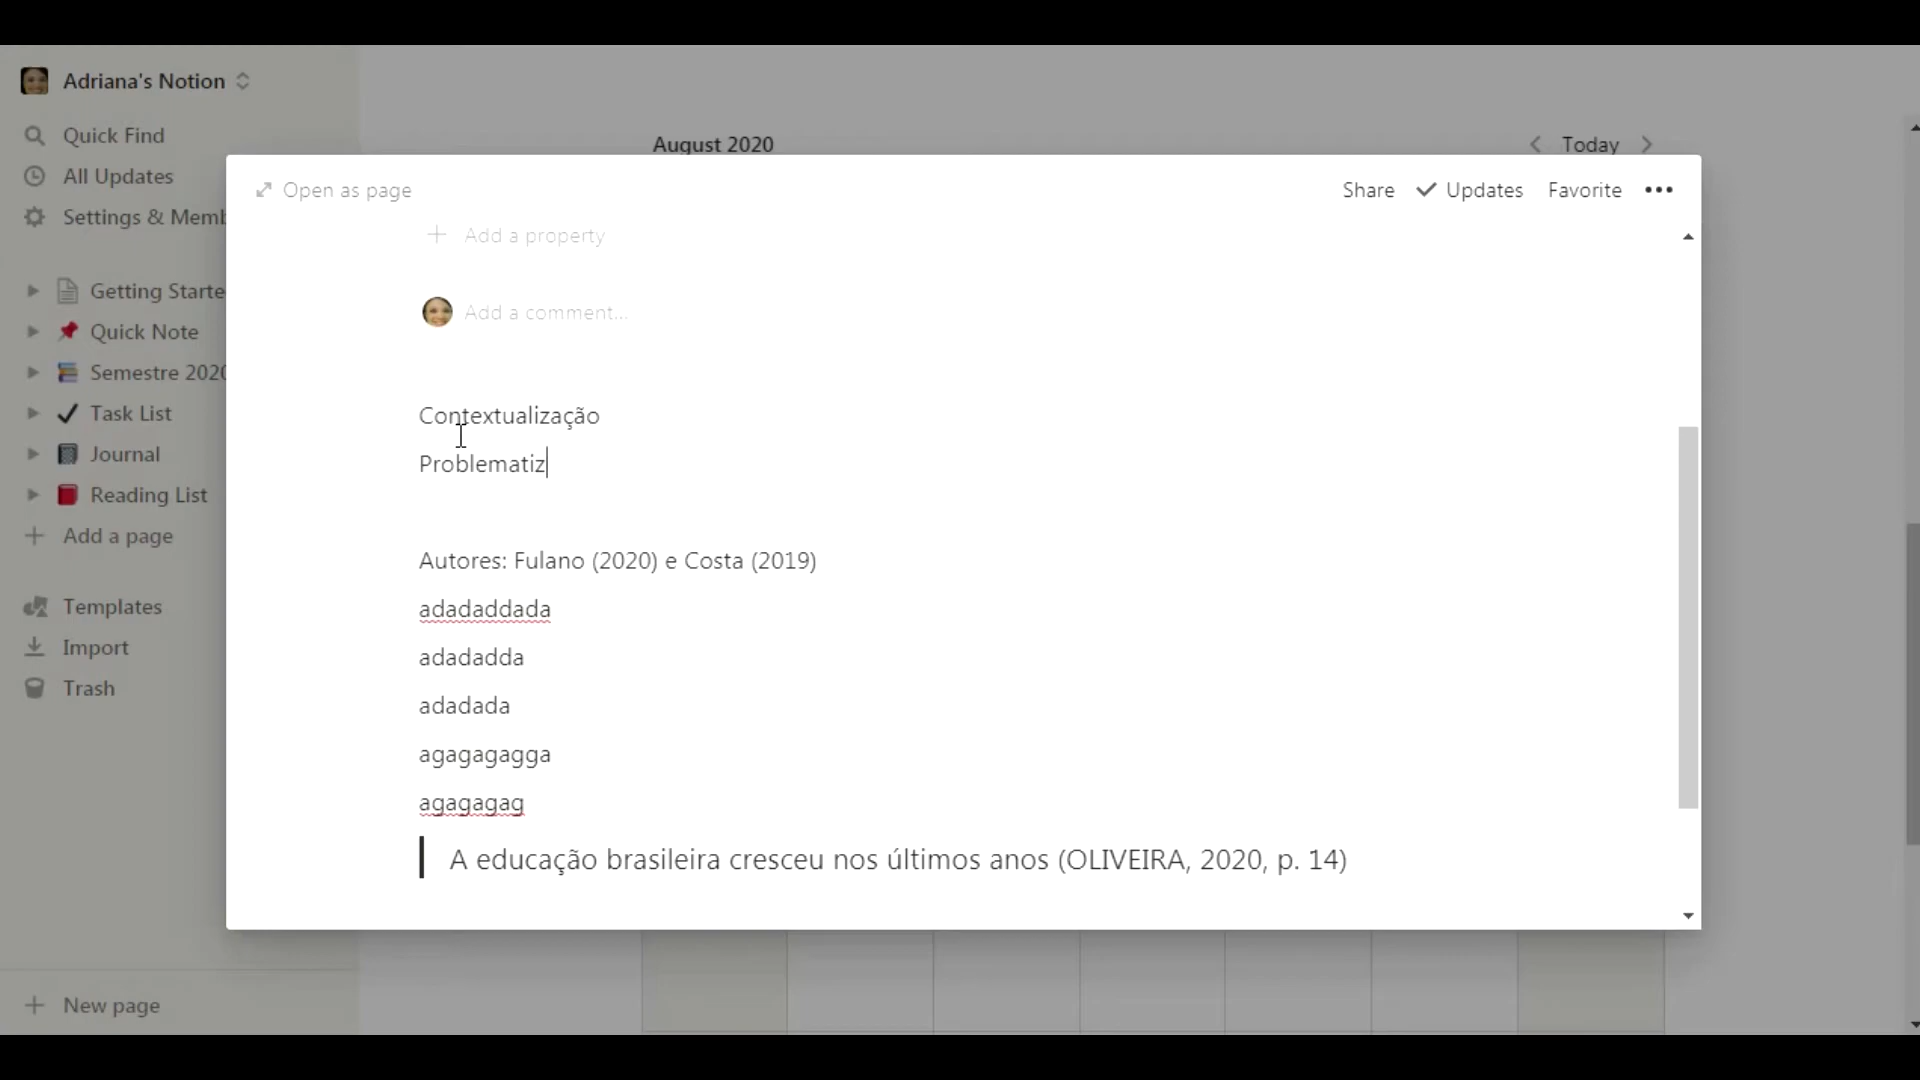 Adriana's Notion
Quick Find
All Updates
Settings & Memb
Getting Starte
Quick Note
Semestre 2020
Task List
Journal
Reading List
Add a page
Templates
Import
Trash
New page
August 2020
Today
Open as page
Share
Updates
Favorite
Add a property
Add a comment...
Contextualização
Problematiz
Autores: Fulano (2020) e Costa (2019)
adadaddada
adadadda
adadada
agagagagga
agagagag
A educação brasileira cresceu nos últimos anos (OLIVEIRA, 2020, p. 14)